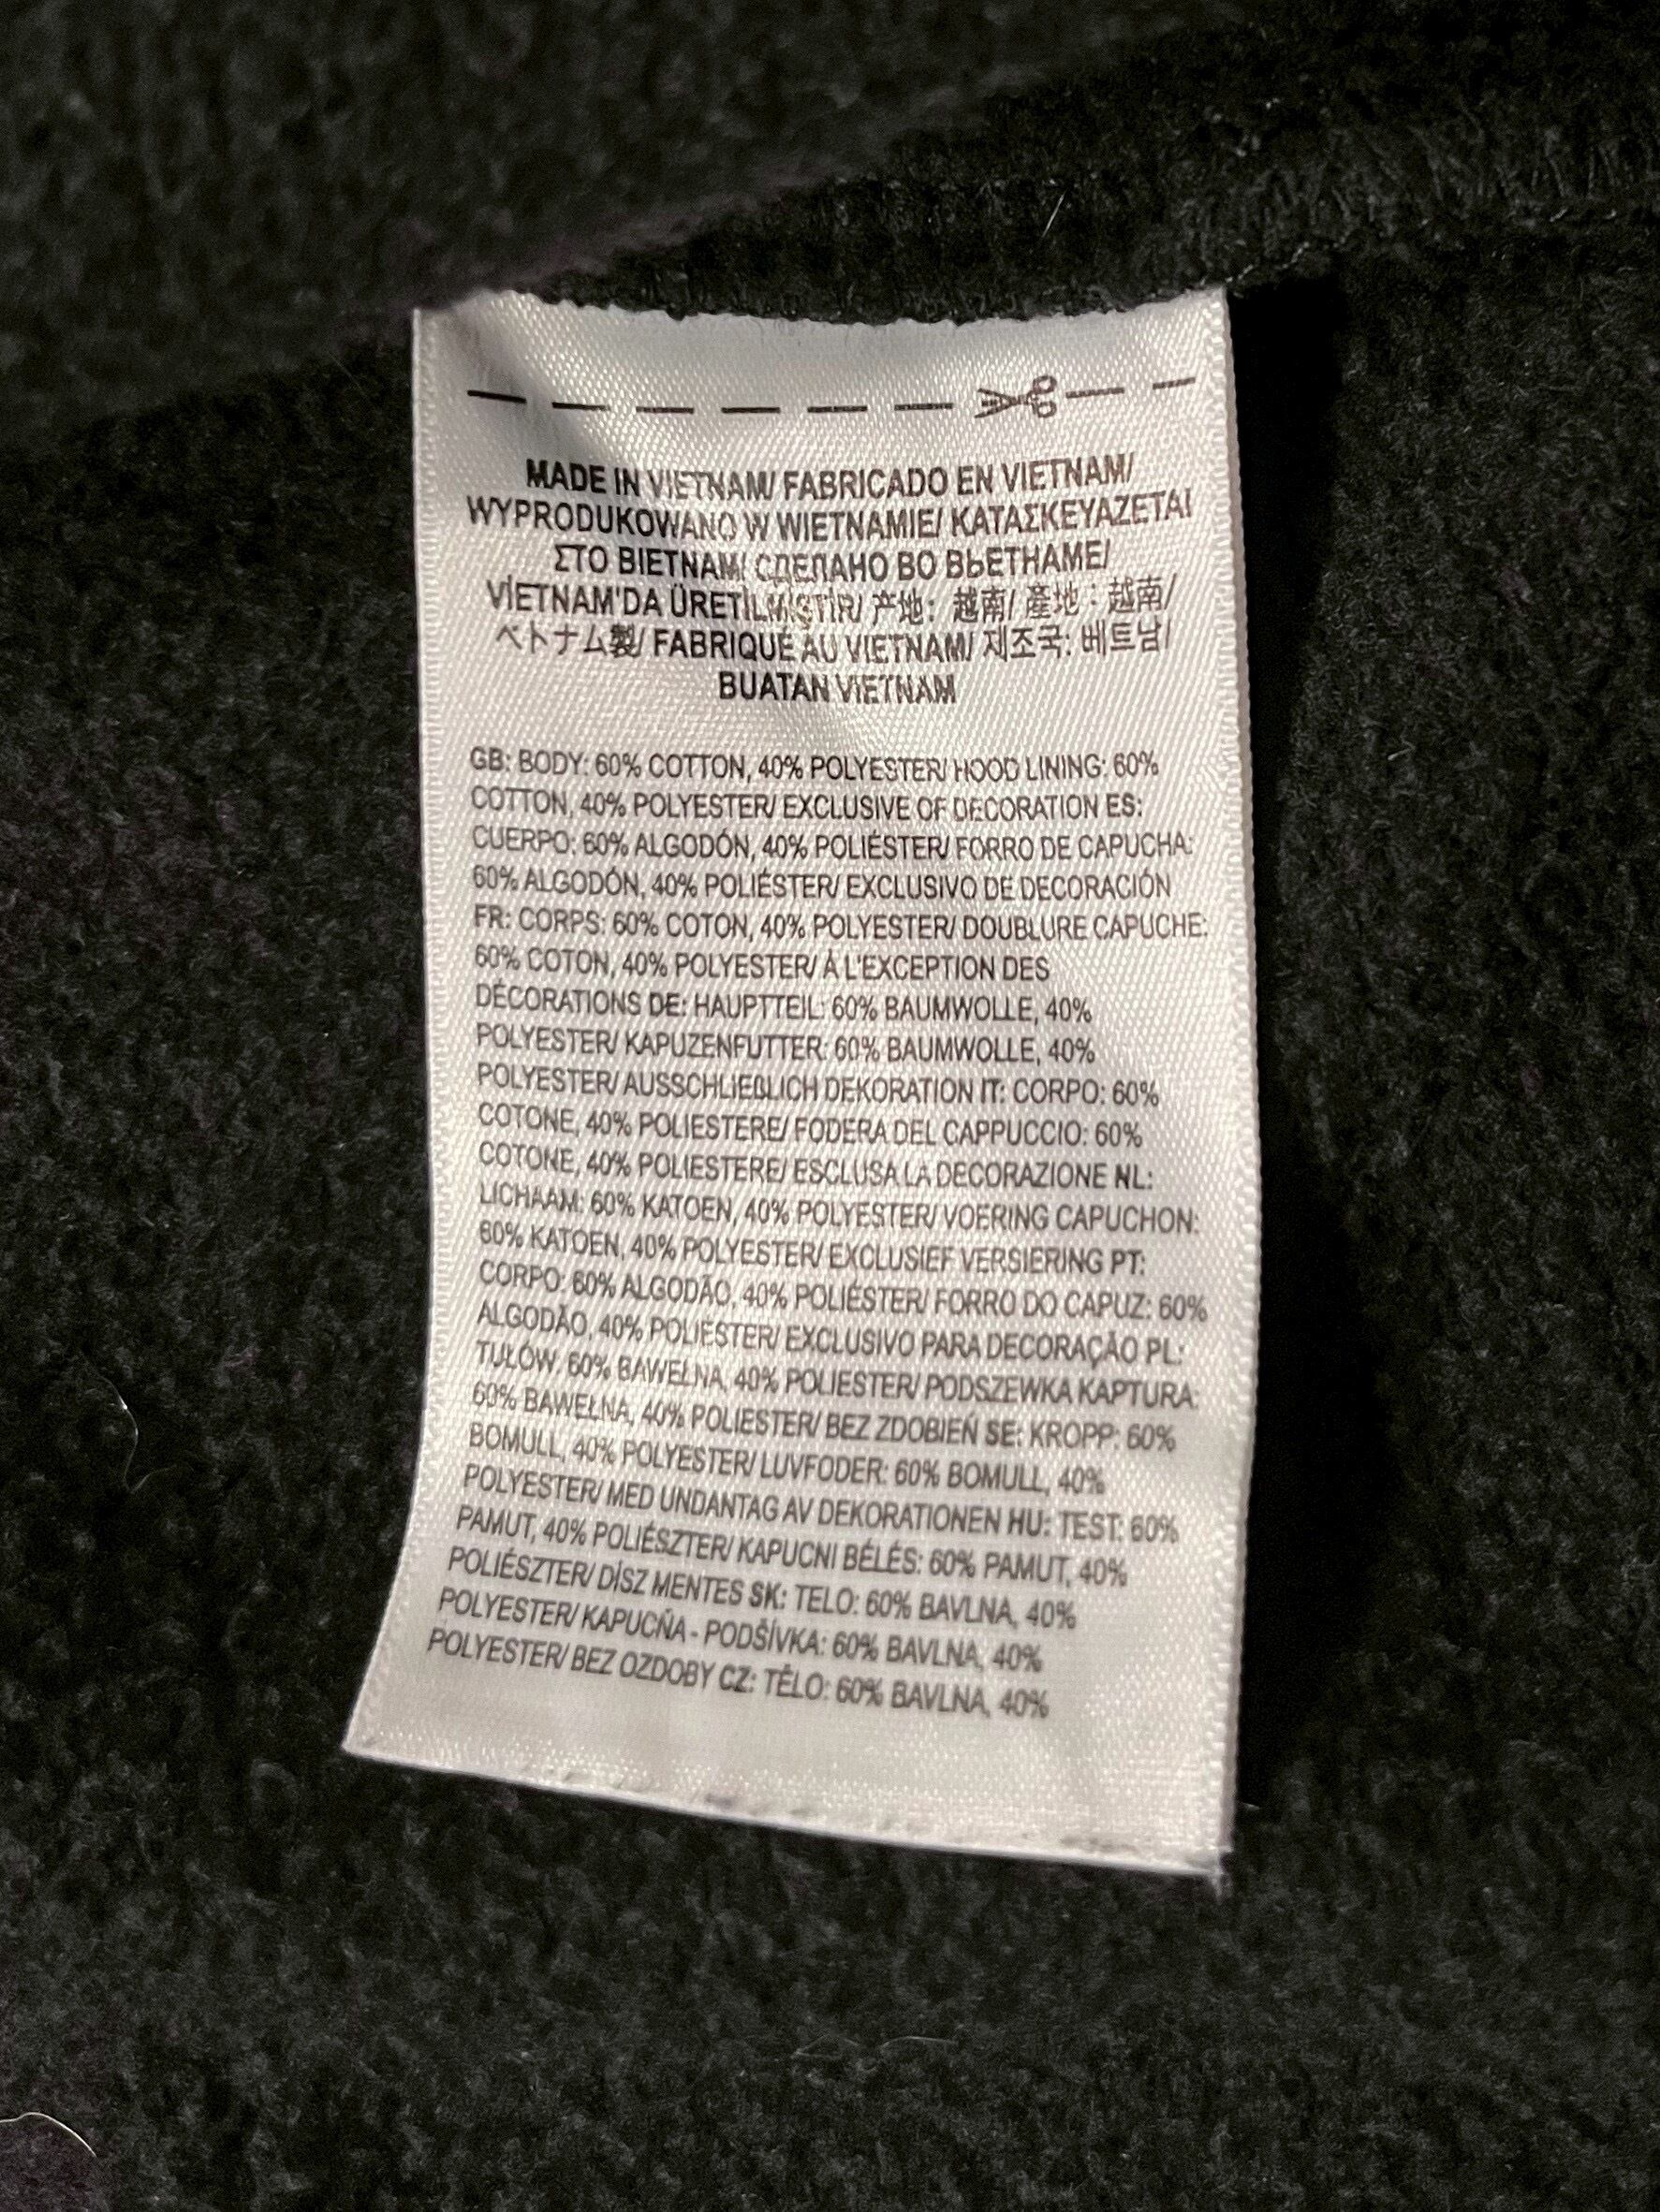 MADE IN VIETNAM/ FABRICADO EN VIETNAM/
WYPRODUKOWANO W WIETNAMIE/ ΚΑΤΑΣΚΕΥΑΖΕΤΑΙ
ΣΤΟ ΒΙΕΤΝΑΜ/ СДЕЛАНО ВО ВЬЕТНАМЕ/
VİETNAM'DA ÜRETİLMİŞTİR/ 产地: 越南/ 產地:越南/
ベトナム製/ FABRIQUÉ AU VIETNAM/ 제조국: 베트남/
BUATAN VIETNAM
GB: BODY: 60% COTTON, 40% POLYESTER/ HOOD LINING: 60%
COTTON, 40% POLYESTER/ EXCLUSIVE OF DECORATION ES:
CUERPO: 60% ALGODÓN, 40% POLIÉSTER/ FORRO DE CAPUCHA:
60% ALGODÓN, 40% POLIÉSTER/ EXCLUSIVO DE DECORACIÓN
FR: CORPS: 60% COTON, 40% POLYESTER/ DOUBLURE CAPUCHE:
60% COTON, 40% POLYESTER/ À L'EXCEPTION DES
DÉCORATIONS DE: HAUPTTEIL: 60% BAUMWOLLE, 40%
POLYESTER/ KAPUZENFUTTER: 60% BAUMWOLLE, 40%
POLYESTER/ AUSSCHLIEßLICH DEKORATION IT: CORPO: 60%
COTONE, 40% POLIESTERE/ FODERA DEL CAPPUCCIO: 60%
COTONE, 40% POLIESTERE/ ESCLUSA LA DECORAZIONE NL:
LICHAAM: 60% KATOEN, 40% POLYESTER/ VOERING CAPUCHON:
60% KATOEN, 40% POLYESTER/ EXCLUSIEF VERSIERING PT:
CORPO: 60% ALGODÃO, 40% POLIÉSTER/ FORRO DO CAPUZ: 60%
ALGODÃO, 40% POLIÉSTER/ EXCLUSIVO PARA DECORAÇÃO PL:
TUŁÓW: 60% BAWEŁNA, 40% POLIESTER/ PODSZEWKA KAPTURA:
60% BAWEŁNA, 40% POLIESTER/ BEZ ZDOBIEŃ SE: KROPP: 60%
BOMULL, 40% POLYESTER/ LUVFODER: 60% BOMULL, 40%
POLYESTER/ MED UNDANTAG AV DEKORATIONEN HU: TEST: 60%
PAMUT, 40% POLIÉSZTER/ KAPUCNI BÉLÉS: 60% PAMUT, 40%
POLIÉSZTER/ DÍSZ MENTES SK: TELO: 60% BAVLNA, 40%
POLYESTER/ KAPUCŇA - PODŠÍVKA: 60% BAVLNA, 40%
POLYESTER/ BEZ OZDOBY CZ: TĚLO: 60% BAVLNA, 40%